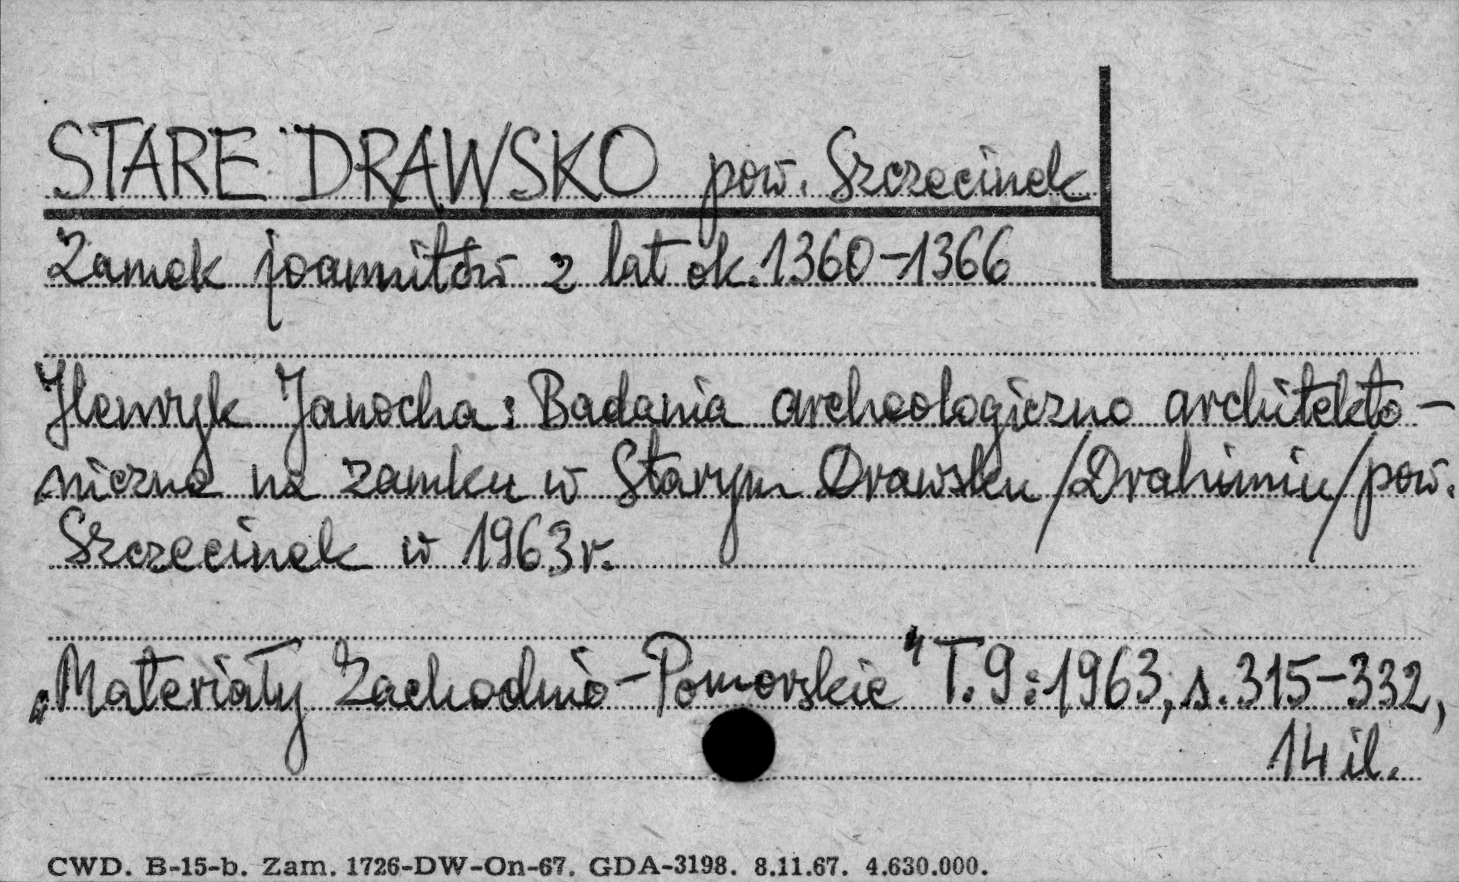 STARE DRAWSKO pow. Szczecinek
Zamek joannitów z lat ok. 1360-1366
Henryk Janocha: Badania archeologiczno architekto-
niczne na zamku w Starym Drawsku /Drahimiu/ pow.
Szczecinek w 1963 r.
„Materiały Zachodnio-Pomorskie" T.9:1963, s.315-332,
14 il.
CWD. B-15-b. Zam. 1726-DW-On-67. GDA-3198. 8.11.67. 4.630.000.